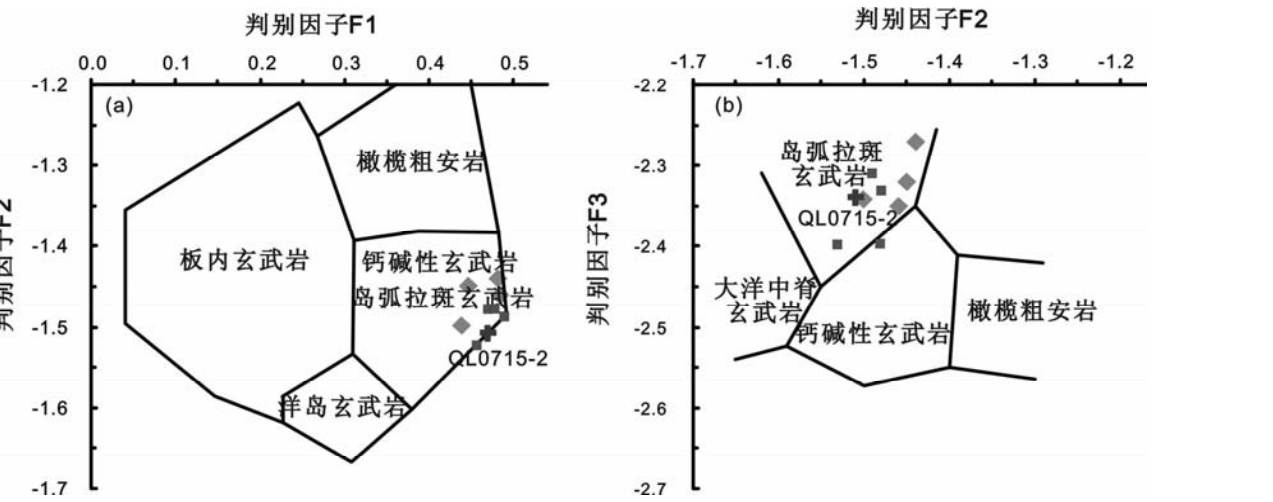 判别因子F1
0.0 0.1 0.2 0.3 0.4 0.5
判别因子F2
-1.2
-1.3
-1.4
-1.5
-1.6
-1.7
(a)
橄榄粗安岩
板内玄武岩
钙碱性玄武岩
岛弧拉斑玄武岩
QL0715-2
洋岛玄武岩
判别因子F2
-1.7 -1.6 -1.5 -1.4 -1.3 -1.2
判别因子F3
-2.2
-2.3
-2.4
-2.5
-2.6
-2.7
(b)
岛弧拉斑
玄武岩
QL0715-2
大洋中脊
玄武岩
钙碱性玄武岩
橄榄粗安岩